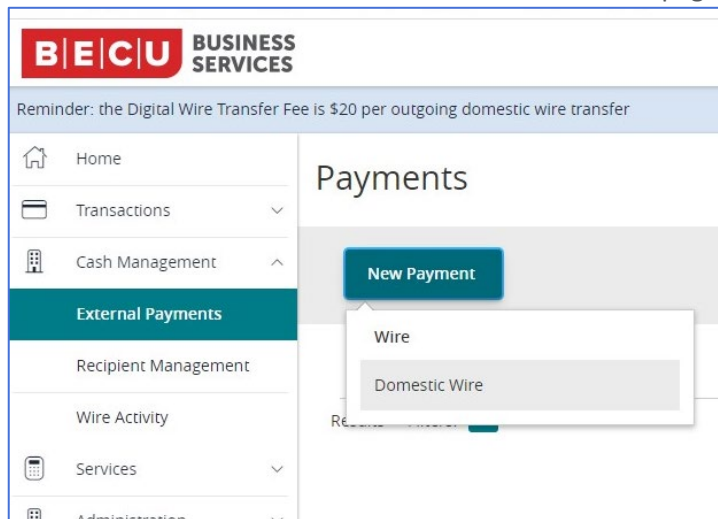 B|E|C|U BUSINESS
SERVICES
Reminder: the Digital Wire Transfer Fee is $20 per outgoing domestic wire transfer
Home
Transactions
Cash Management
External Payments
Recipient Management
Wire Activity
Services
Administration
Payments
New Payment
Wire
Domestic Wire